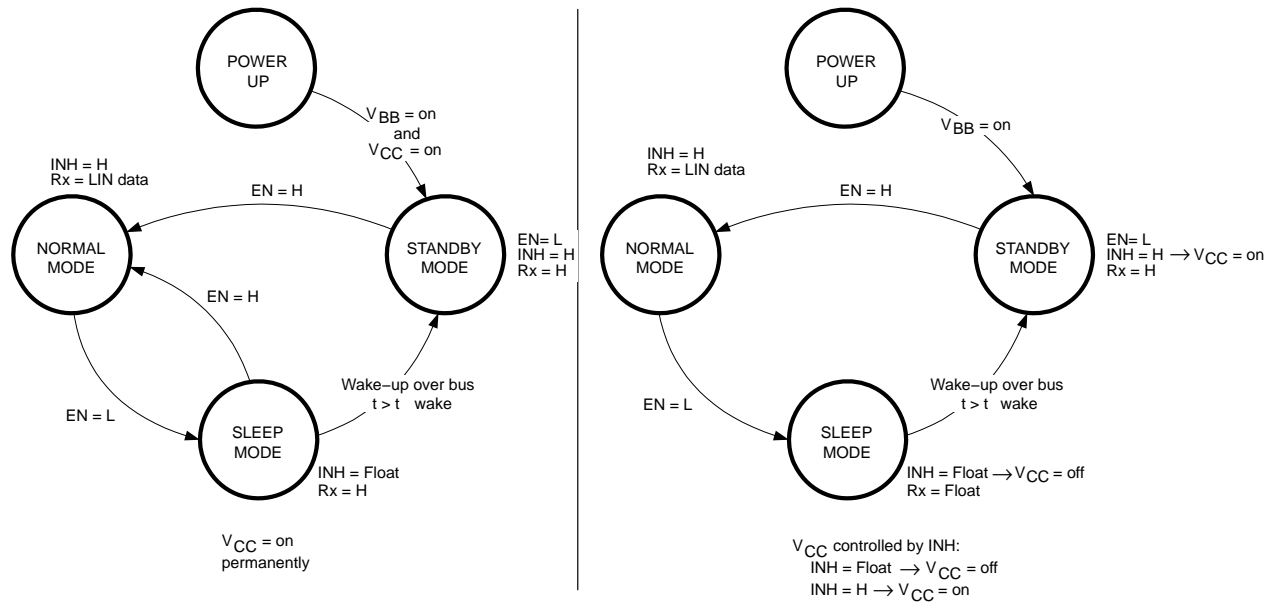 POWER
UP
V BB = on
and
V CC = on
INH = H
Rx = LIN data
EN = H
NORMAL
MODE
STANDBY
MODE
EN= L
INH = H
Rx = H
EN = H
Wake−up over bus
t > t wake
EN = L
SLEEP
MODE
INH = Float
Rx = H
V CC = on
permanently
POWER
UP
V BB = on
INH = H
Rx = LIN data
EN = H
NORMAL
MODE
STANDBY
MODE
EN= L
INH = H → V CC = on
Rx = H
Wake−up over bus
t > t wake
EN = L
SLEEP
MODE
INH = Float → V CC = off
Rx = Float
V CC controlled by INH:
INH = Float → V CC = off
INH = H → V CC = on